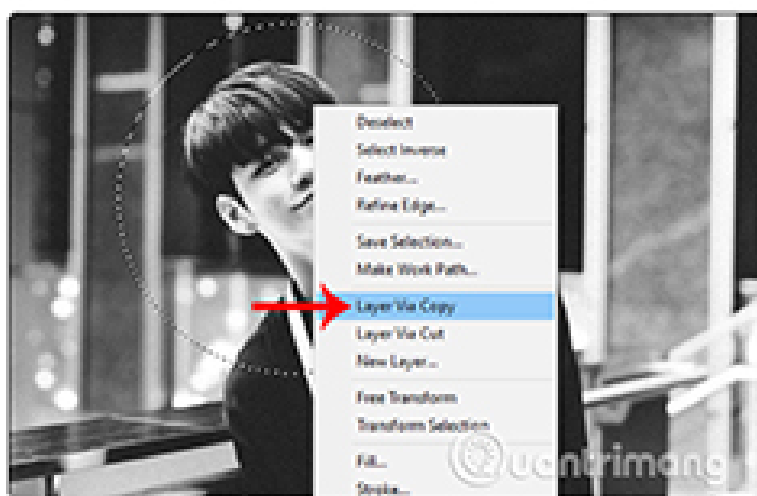 Deselect
Select Inverse
Feather...
Refine Edge...
Save Selection...
Make Work Path...
Layer Via Copy
Layer Via Cut
New Layer...
Free Transform
Transform Selection
Fill...
Stroke...
Quantrimang